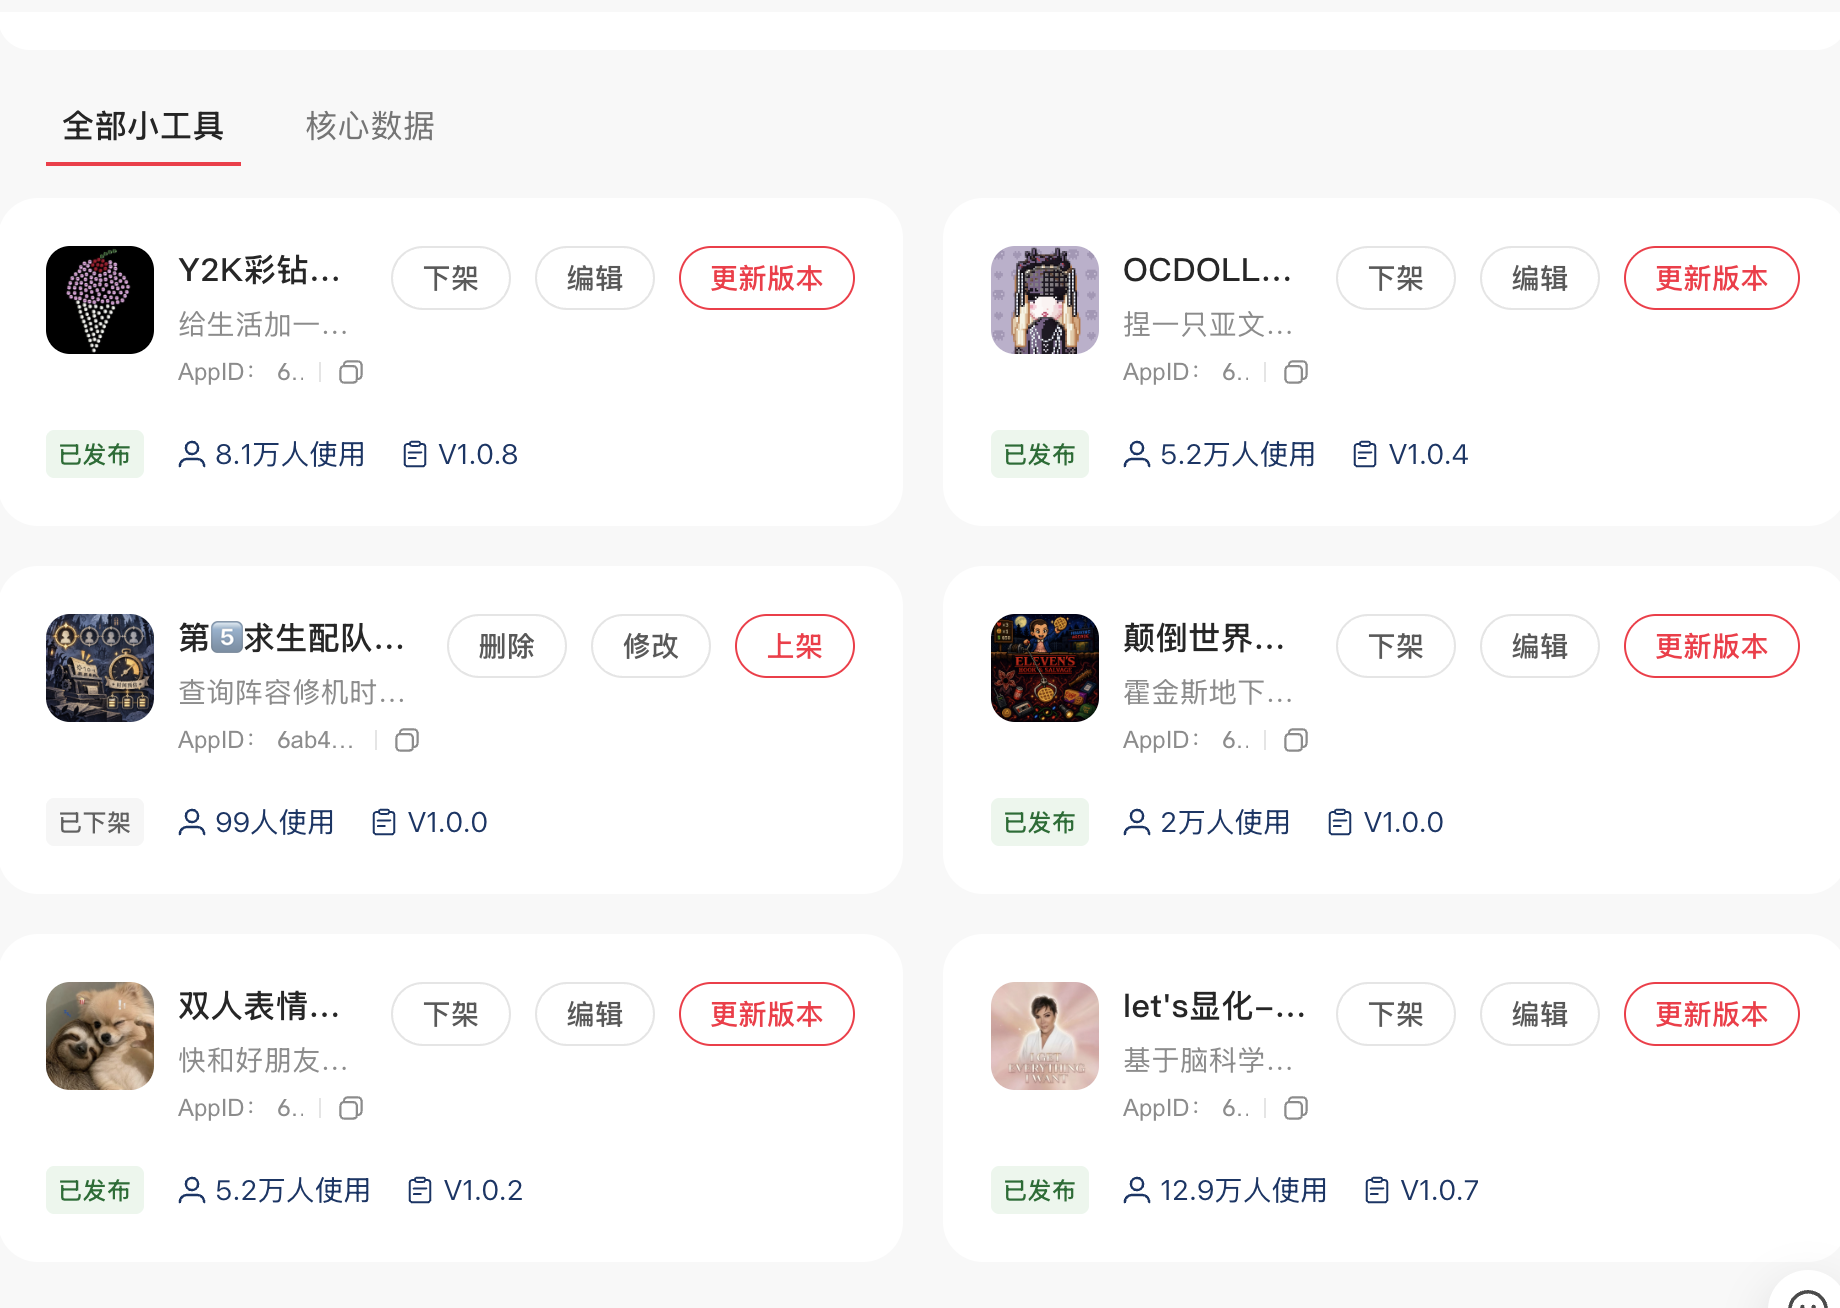 全部小工具 核心数据
Y2K彩钻... 下架 编辑 更新版本
给生活加一...
AppID: 6..
已发布 8.1万人使用 V1.0.8
OCDOLL... 下架 编辑 更新版本
捏一只亚文...
AppID: 6..
已发布 5.2万人使用 V1.0.4
第5️⃣求生配队... 删除 修改 上架
查询阵容修机时...
AppID: 6ab4...
已下架 99人使用 V1.0.0
颠倒世界... 下架 编辑 更新版本
霍金斯地下...
AppID: 6..
ELEVEN'S
已发布 2万人使用 V1.0.0
双人表情... 下架 编辑 更新版本
快和好朋友...
AppID: 6..
已发布 5.2万人使用 V1.0.2
let's显化-... 下架 编辑 更新版本
基于脑科学...
AppID: 6..
I GET
EVERYTHING
I WANT
已发布 12.9万人使用 V1.0.7